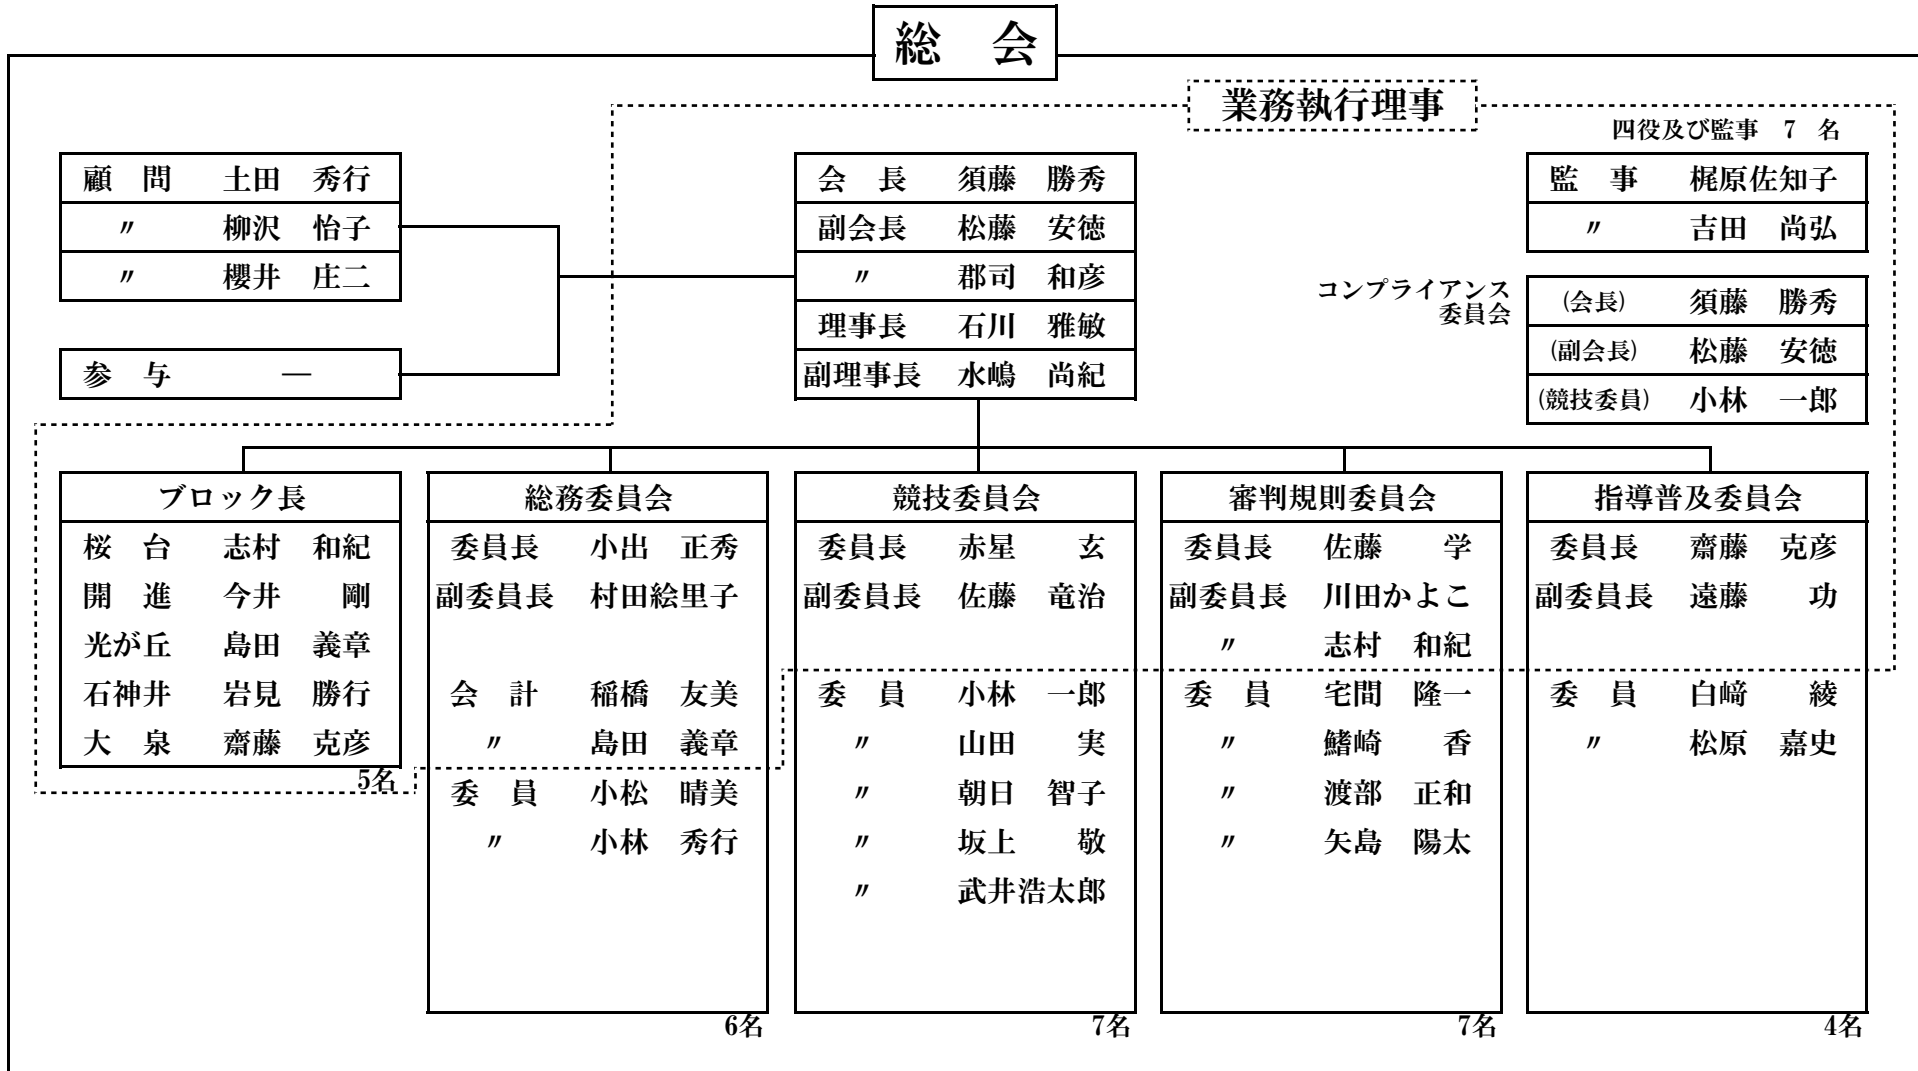 総　会
業務執行理事
四役及び監事　7　名
顧　問　土田　秀行
〃　柳沢　怡子
〃　櫻井　庄二
参　与　―
会　長　須藤　勝秀
副会長　松藤　安徳
〃　郡司　和彦
理事長　石川　雅敏
副理事長　水嶋　尚紀
監　事　梶原佐知子
〃　吉田　尚弘
コンプライアンス
委員会
(会長)　須藤　勝秀
(副会長)　松藤　安徳
(競技委員)　小林　一郎
ブロック長
桜　台　志村　和紀
開　進　今井　剛
光が丘　島田　義章
石神井　岩見　勝行
大　泉　齋藤　克彦
5名
総務委員会
委員長　小出　正秀
副委員長　村田絵里子
会　計　稲橋　友美
〃　島田　義章
委　員　小松　晴美
〃　小林　秀行
6名
競技委員会
委員長　赤星　玄
副委員長　佐藤　竜治
委　員　小林　一郎
〃　山田　実
〃　朝日　智子
〃　坂上　敬
〃　武井浩太郎
7名
審判規則委員会
委員長　佐藤　学
副委員長　川田かよこ
〃　志村　和紀
委　員　宅間　隆一
〃　鰭崎　香
〃　渡部　正和
〃　矢島　陽太
7名
指導普及委員会
委員長　齋藤　克彦
副委員長　遠藤　功
委　員　白﨑　綾
〃　松原　嘉史
4名